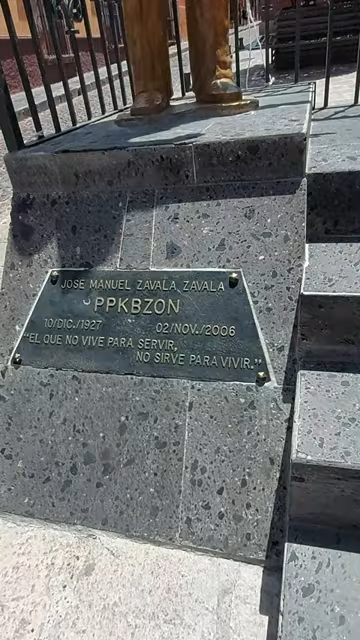 JOSE MANUEL ZAVALA ZAVALA
PPKBZON
10/DIC./1927 02/NOV./2006
"EL QUE NO VIVE PARA SERVIR,
NO SIRVE PARA VIVIR."